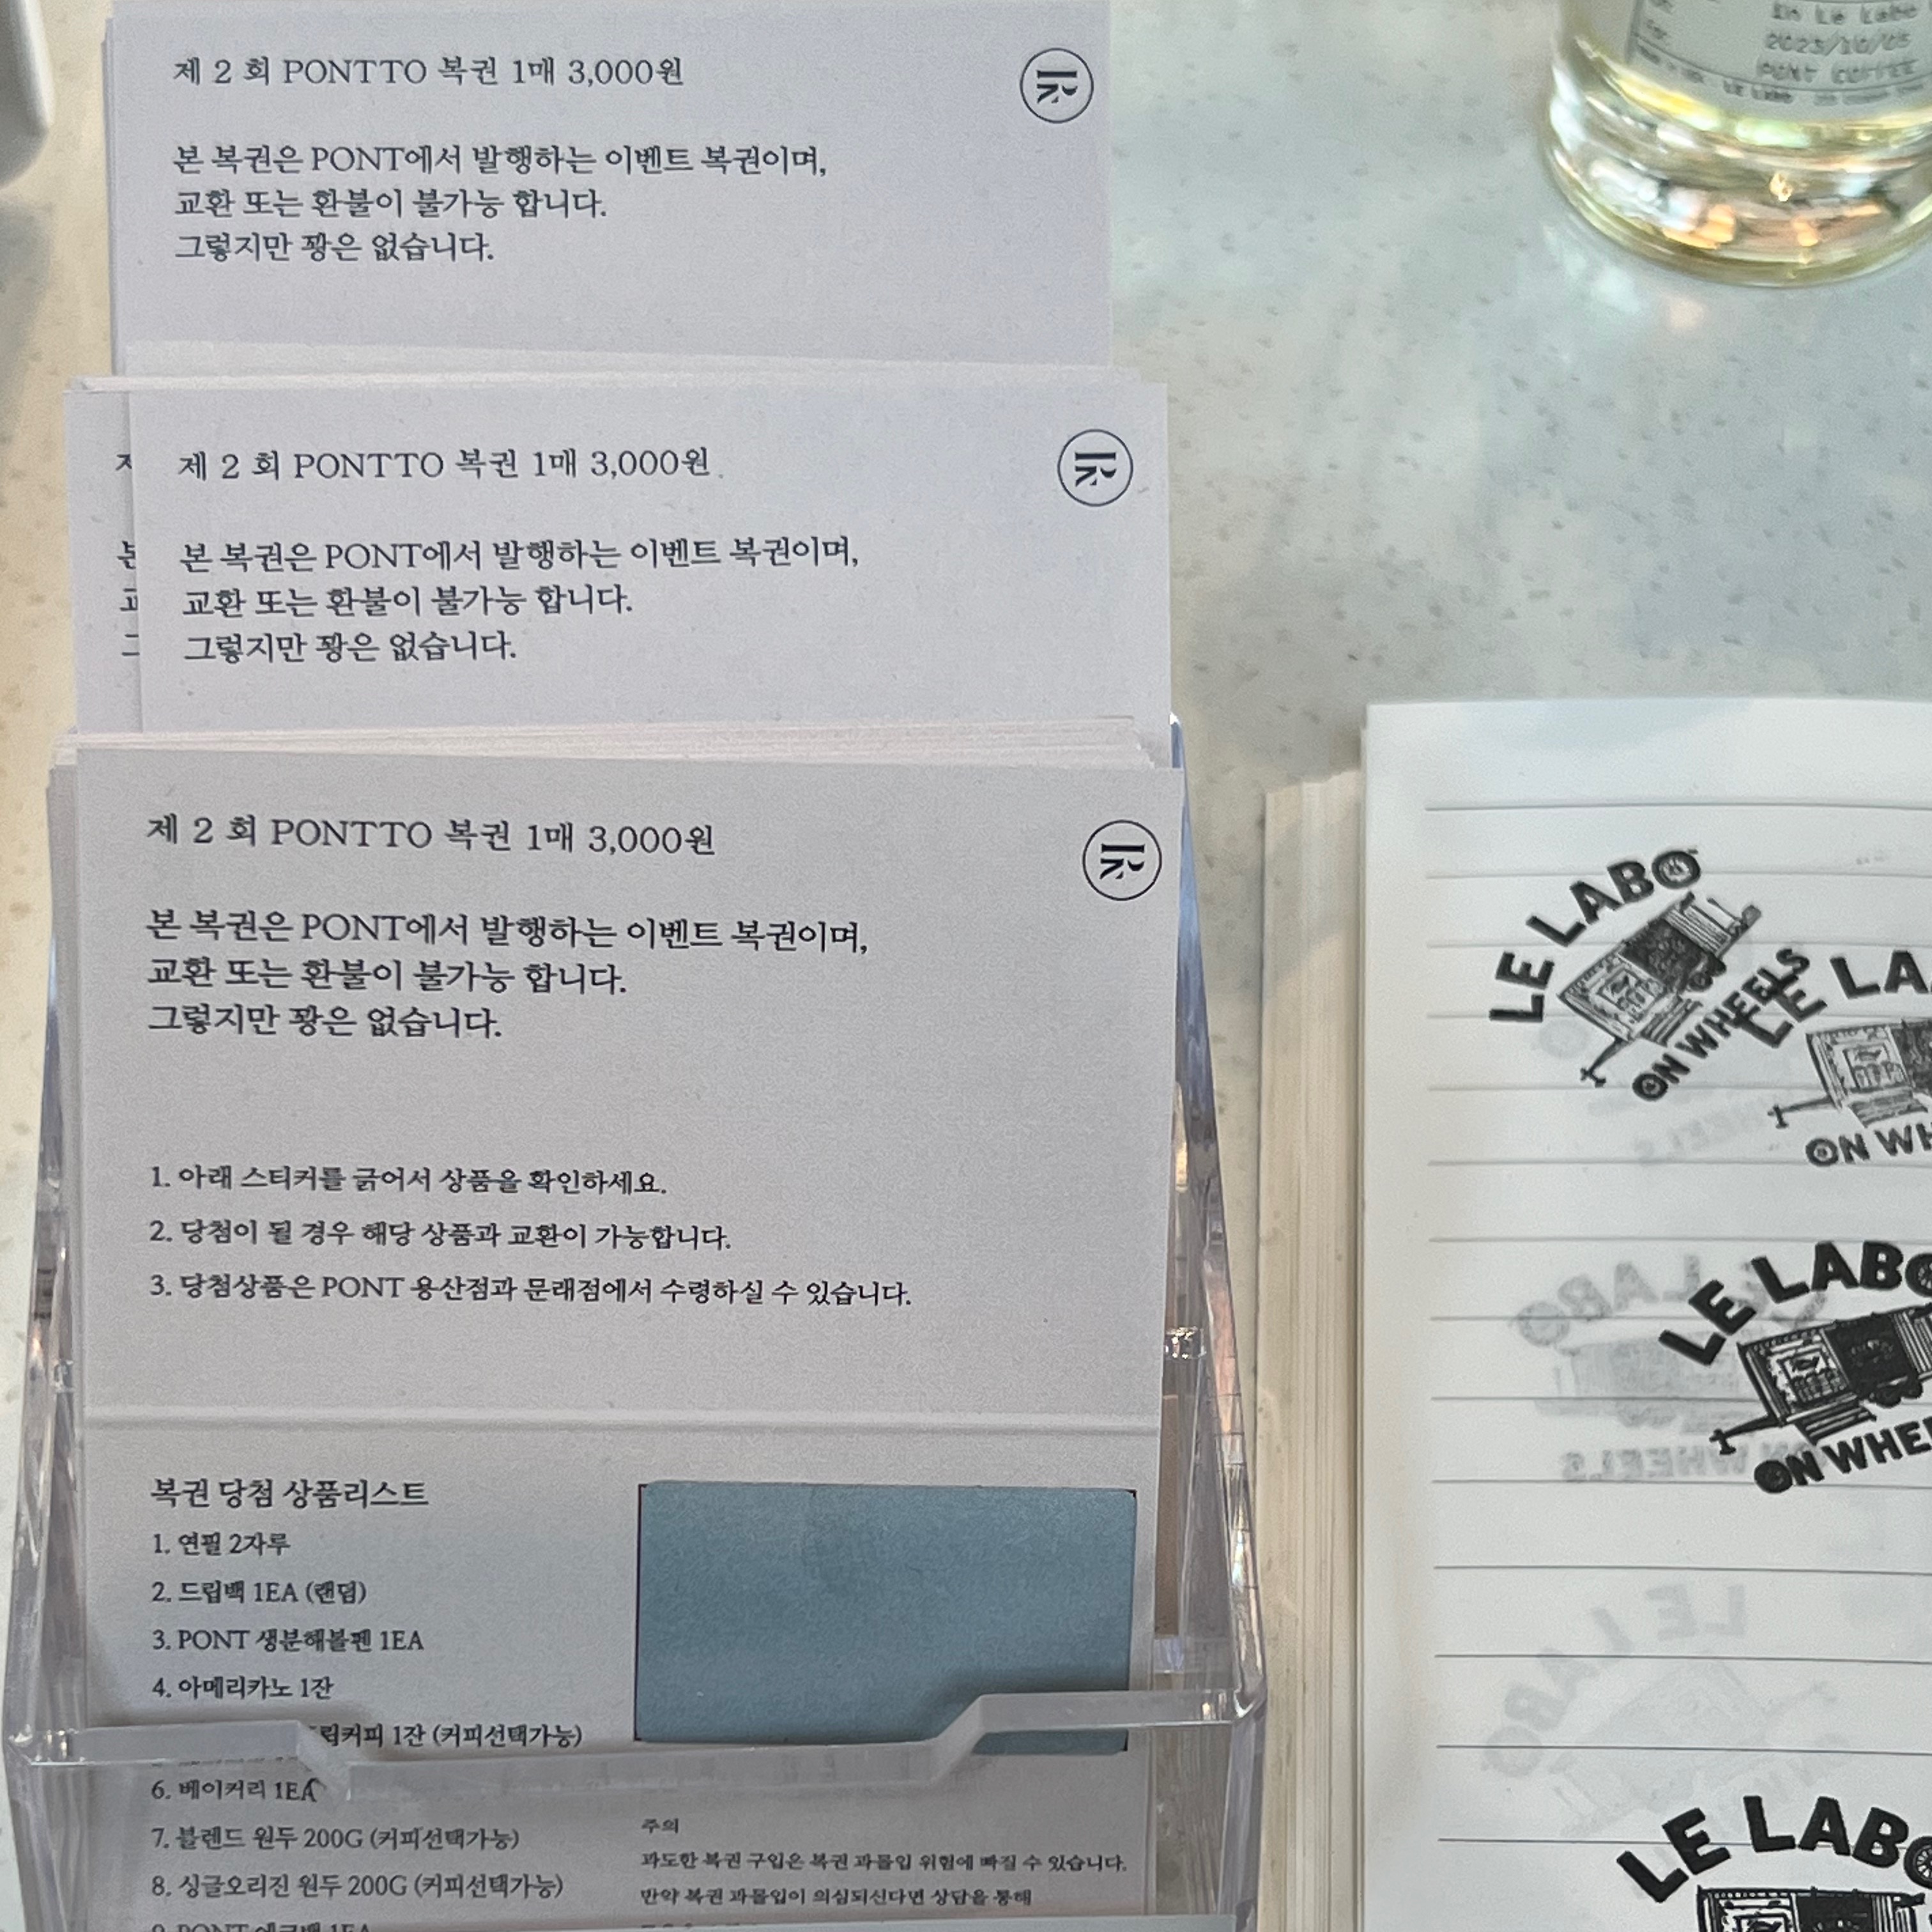 제 2 회 PONTTO 복권 1매 3,000원
본 복권은 PONT에서 발행하는 이벤트 복권이며,
교환 또는 환불이 불가능 합니다.
그렇지만 꽝은 없습니다.
제 2 회 PONTTO 복권 1매 3,000원
본 복권은 PONT에서 발행하는 이벤트 복권이며,
교환 또는 환불이 불가능 합니다.
그렇지만 꽝은 없습니다.
제 2 회 PONTTO 복권 1매 3,000원
본 복권은 PONT에서 발행하는 이벤트 복권이며,
교환 또는 환불이 불가능 합니다.
그렇지만 꽝은 없습니다.
1. 아래 스티커를 긁어서 상품을 확인하세요.
2. 당첨이 될 경우 해당 상품과 교환이 가능합니다.
3. 당첨상품은 PONT 용산점과 문래점에서 수령하실 수 있습니다.
복권 당첨 상품리스트
1. 연필 2자루
2. 드립백 1EA (랜덤)
3. PONT 생분해볼펜 1EA
4. 아메리카노 1잔
1잔 (커피선택가능)
6. 베이커리 1EA
7. 블렌드 원두 200G (커피선택가능)
8. 싱글오리진 원두 200G (커피선택가능)
주의
과도한 복권 구입은 복권 과몰입 위험에 빠질 수 있습니다.
만약 복권 과몰입이 의심되신다면 상담을 통해
2023/10/05
LE LABO
LE LABO
ON WHEELS
LE
ON
LE LABO
ON
LE LABO